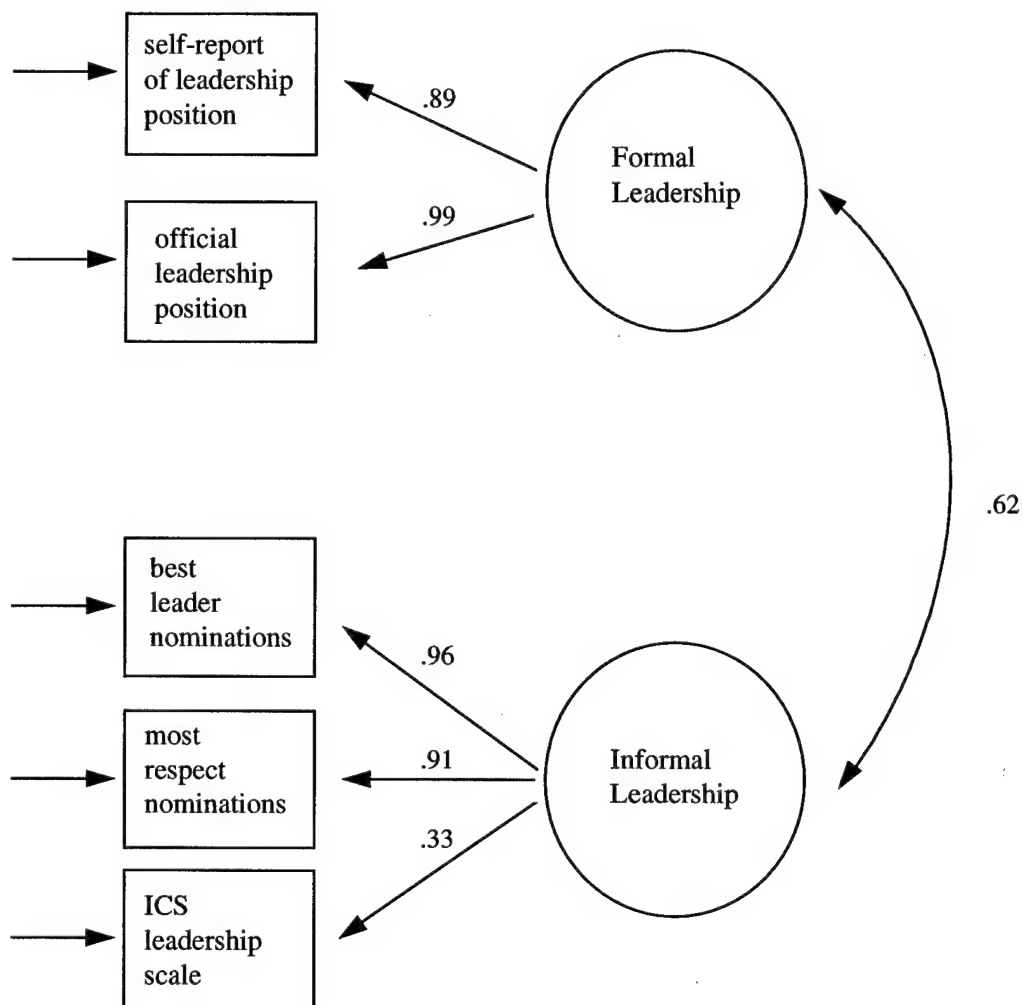 self-report
of leadership
position
.89
Formal
Leadership
.99
official
leadership
position
.62
best
leader
nominations
.96
most
respect
nominations
.91
Informal
Leadership
.33
ICS
leadership
scale